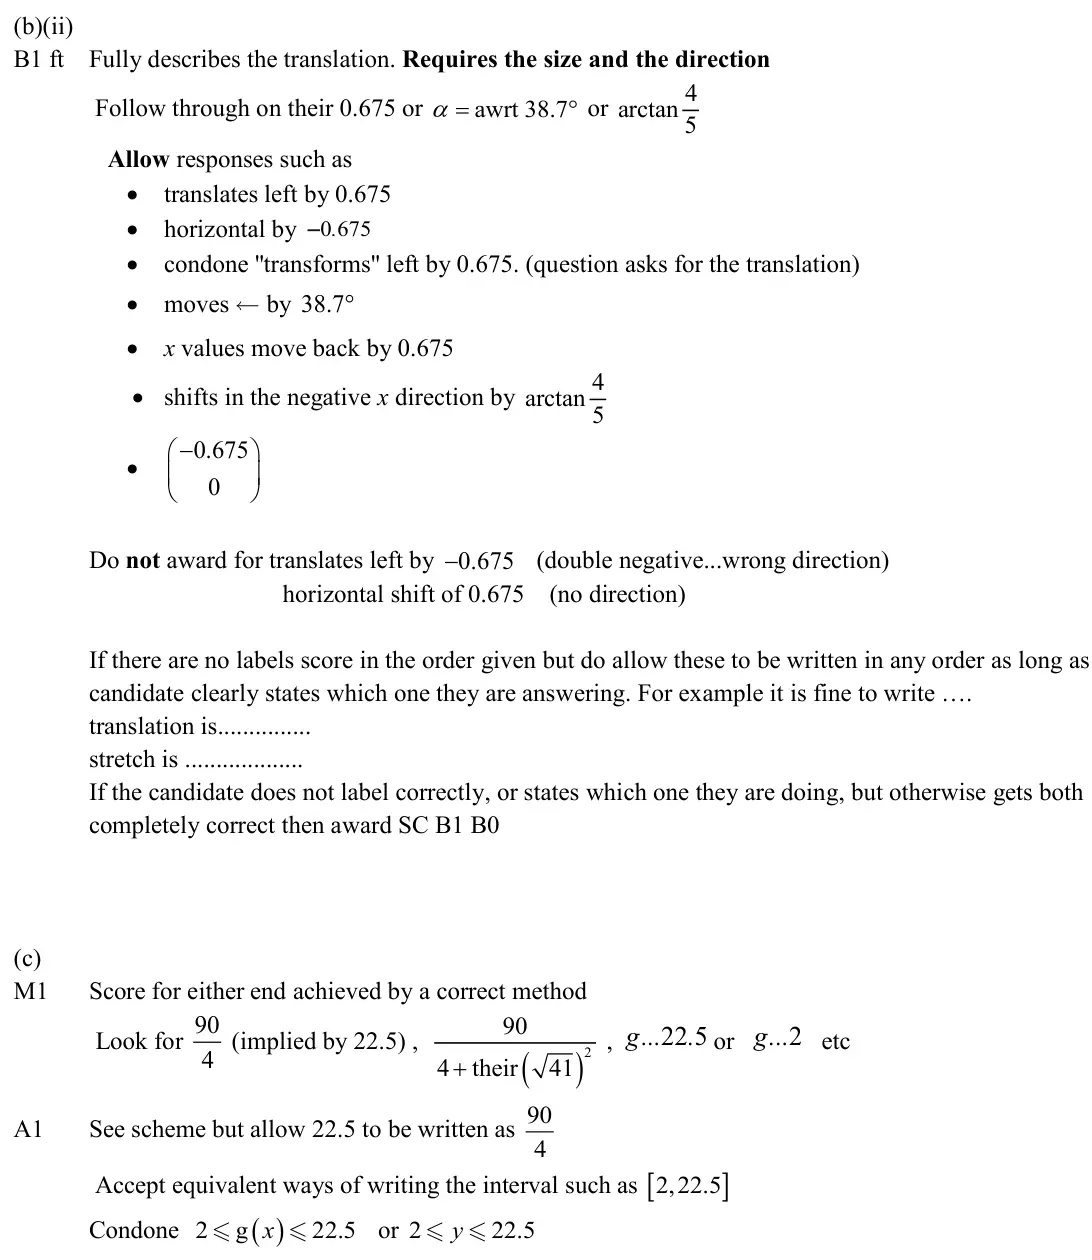 (b)(ii)
B1 ft Fully describes the translation. Requires the size and the direction
Follow through on their 0.675 or α = awrt 38.7° or arctan 4/5
Allow responses such as
• translates left by 0.675
• horizontal by −0.675
• condone "transforms" left by 0.675. (question asks for the translation)
• moves ← by 38.7°
• x values move back by 0.675
• shifts in the negative x direction by arctan 4/5
• (−0.675
0)
Do not award for translates left by −0.675 (double negative...wrong direction)
horizontal shift of 0.675 (no direction)
If there are no labels score in the order given but do allow these to be written in any order as long as
candidate clearly states which one they are answering. For example it is fine to write ….
translation is...............
stretch is ...................
If the candidate does not label correctly, or states which one they are doing, but otherwise gets both
completely correct then award SC B1 B0
(c)
M1 Score for either end achieved by a correct method
Look for 90/4 (implied by 22.5) , 90/(4 + their (√41)²) , g...22.5 or g...2 etc
A1 See scheme but allow 22.5 to be written as 90/4
Accept equivalent ways of writing the interval such as [2, 22.5]
Condone 2 ⩽ g(x) ⩽ 22.5 or 2 ⩽ y ⩽ 22.5